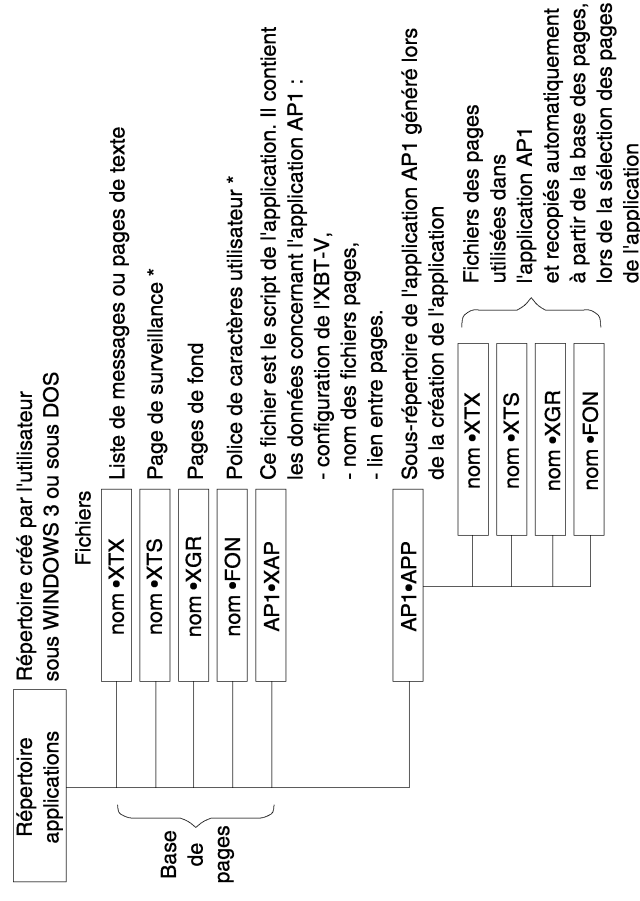 Répertoire
applications
Répertoire créé par l'utilisateur
sous WINDOWS 3 ou sous DOS
Fichiers
Base
de
pages
nom •XTX
Liste de messages ou pages de texte
nom •XTS
Page de surveillance *
nom •XGR
Pages de fond
nom •FON
Police de caractères utilisateur *
AP1•XAP
Ce fichier est le script de l'application. Il contient
les données concernant l'application AP1 :
- configuration de l'XBT-V,
- nom des fichiers pages,
- lien entre pages.
AP1•APP
Sous-répertoire de l'application AP1 généré lors
de la création de l'application
nom •XTX
nom •XTS
nom •XGR
nom •FON
Fichiers des pages
utilisées dans
l'application AP1
et recopiés automatiquement
à partir de la base des pages,
lors de la sélection des pages
de l'application